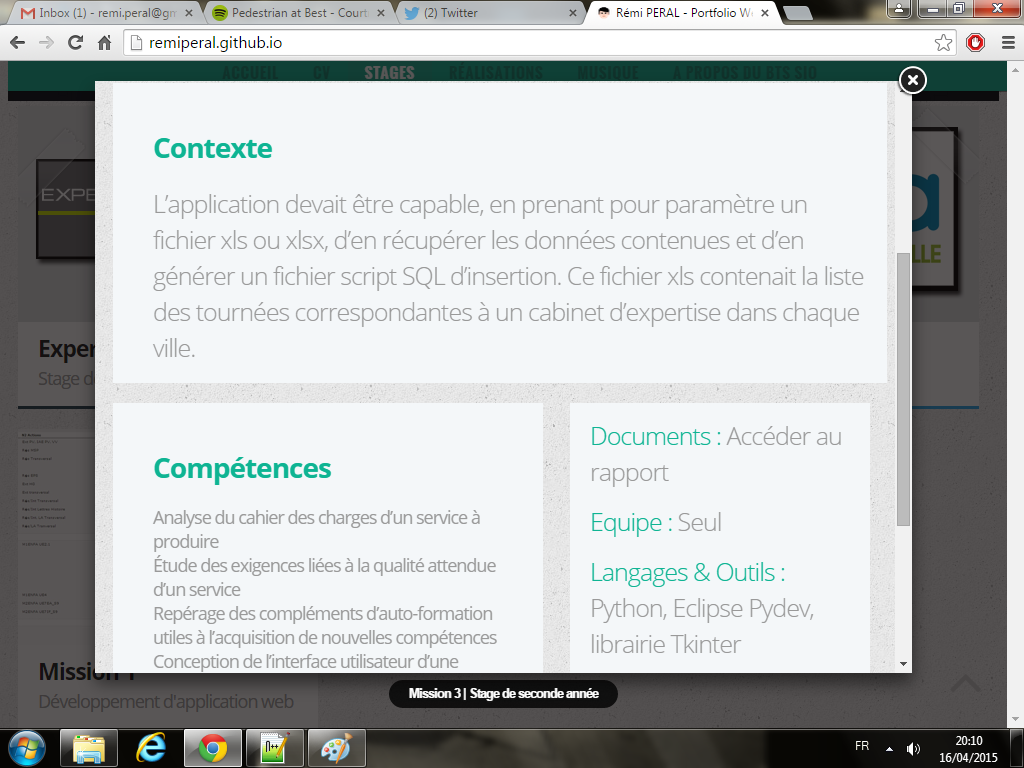 Inbox (1) - remi.peral@gm
Pedestrian at Best - Court
(2) Twitter
Rémi PERAL - Portfolio W
remiperal.github.io
ACCUEIL CV STAGES RÉALISATIONS MUSIQUE A PROPOS DU BTS SIO
EXPE
LLE
Contexte
L’application devait être capable, en prenant pour paramètre un
fichier xls ou xlsx, d’en récupérer les données contenues et d’en
générer un fichier script SQL d’insertion. Ce fichier xls contenait la liste
des tournées correspondantes à un cabinet d’expertise dans chaque
ville.
Exper
Stage d
Compétences
Analyse du cahier des charges d’un service à
produire
Étude des exigences liées à la qualité attendue
d’un service
Repérage des compléments d’auto-formation
utiles à l’acquisition de nouvelles compétences
Conception de l’interface utilisateur d’une
Documents : Accéder au
rapport
Equipe : Seul
Langages & Outils :
Python, Eclipse Pydev,
librairie Tkinter
Mission 1
Développement d'application web
Mission 3 | Stage de seconde année
FR
20:10
16/04/2015